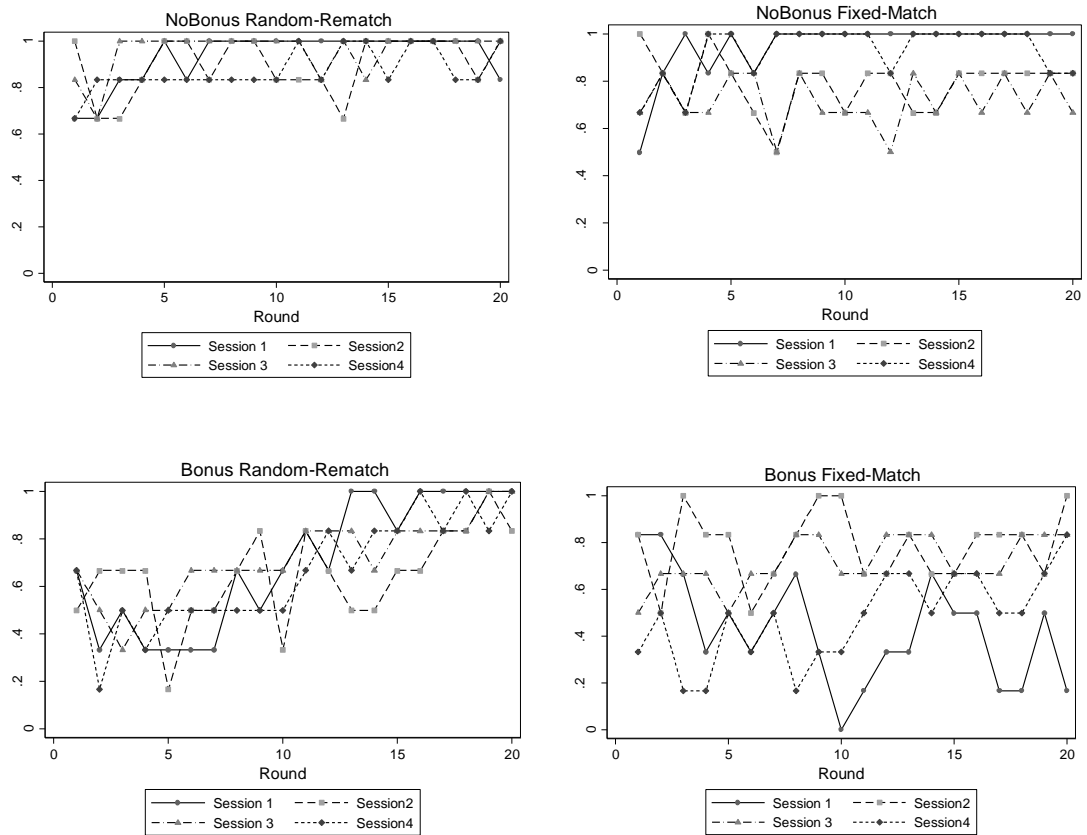 NoBonus Random-Rematch
1
.8
.6
.4
.2
0
0 5 10 15 20
Round
Session 1 Session2
Session 3 Session4
NoBonus Fixed-Match
1
.8
.6
.4
.2
0
0 5 10 15 20
Round
Session 1 Session2
Session 3 Session4
Bonus Random-Rematch
1
.8
.6
.4
.2
0
0 5 10 15 20
Round
Session 1 Session2
Session 3 Session4
Bonus Fixed-Match
1
.8
.6
.4
.2
0
0 5 10 15 20
Round
Session 1 Session2
Session 3 Session4